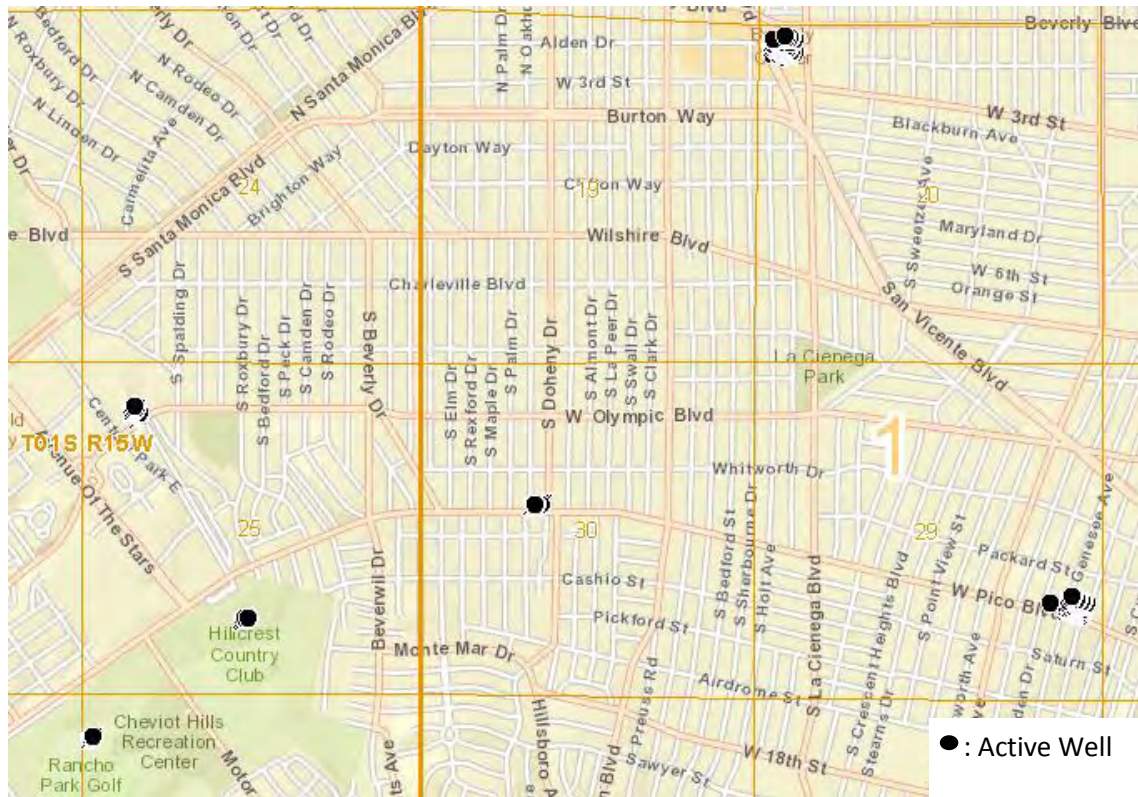 N Roxbury Dr
Bedford Dr
N Linden Dr
N Camden Dr
N Rodeo Dr
N Santa Monica Blvd
N Palm Dr
Alden Dr
W 3rd St
Beverly Blvd
W 3rd St
Burton Way
Blackburn Ave
Carmelita Ave
Brighton Way
Dayton Way
24
19
20
S Sweetzer Ave
Maryland Dr
W 6th St
Orange St
e Blvd
S Santa Monica Blvd
Wilshire Blvd
Charleville Blvd
San Vicente Blvd
S Spalding Dr
S Roxbury Dr
S Bedford Dr
S Peck Dr
S Camden Dr
S Rodeo Dr
S Beverly Dr
S Elm Dr
S Rexford Dr
S Maple Dr
S Palm Dr
S Doheny Dr
S Almont Dr
S La Peer Dr
S Swall Dr
S Clark Dr
La Cienega
Park
W Olympic Blvd
T01S R15W
1
Avenue Of The Stars
Whitworth Dr
25
30
29
S Bedford St
S Sherbourne Dr
S Holt Ave
S La Cienega Blvd
S Crescent Heights Blvd
S Point View St
Packard St
Genesee Ave
W Pico Blvd
Cashio St
Pickford St
Saturn St
Beverwil Dr
Monte Mar Dr
Hillcrest
Country
Club
Airdrome St
S Preuss Rd
Stearns Dr
W 18th St
Sawyer St
Cheviot Hills
Recreation
Center
Rancho
Park Golf
Motor
Hillsboro
: Active Well